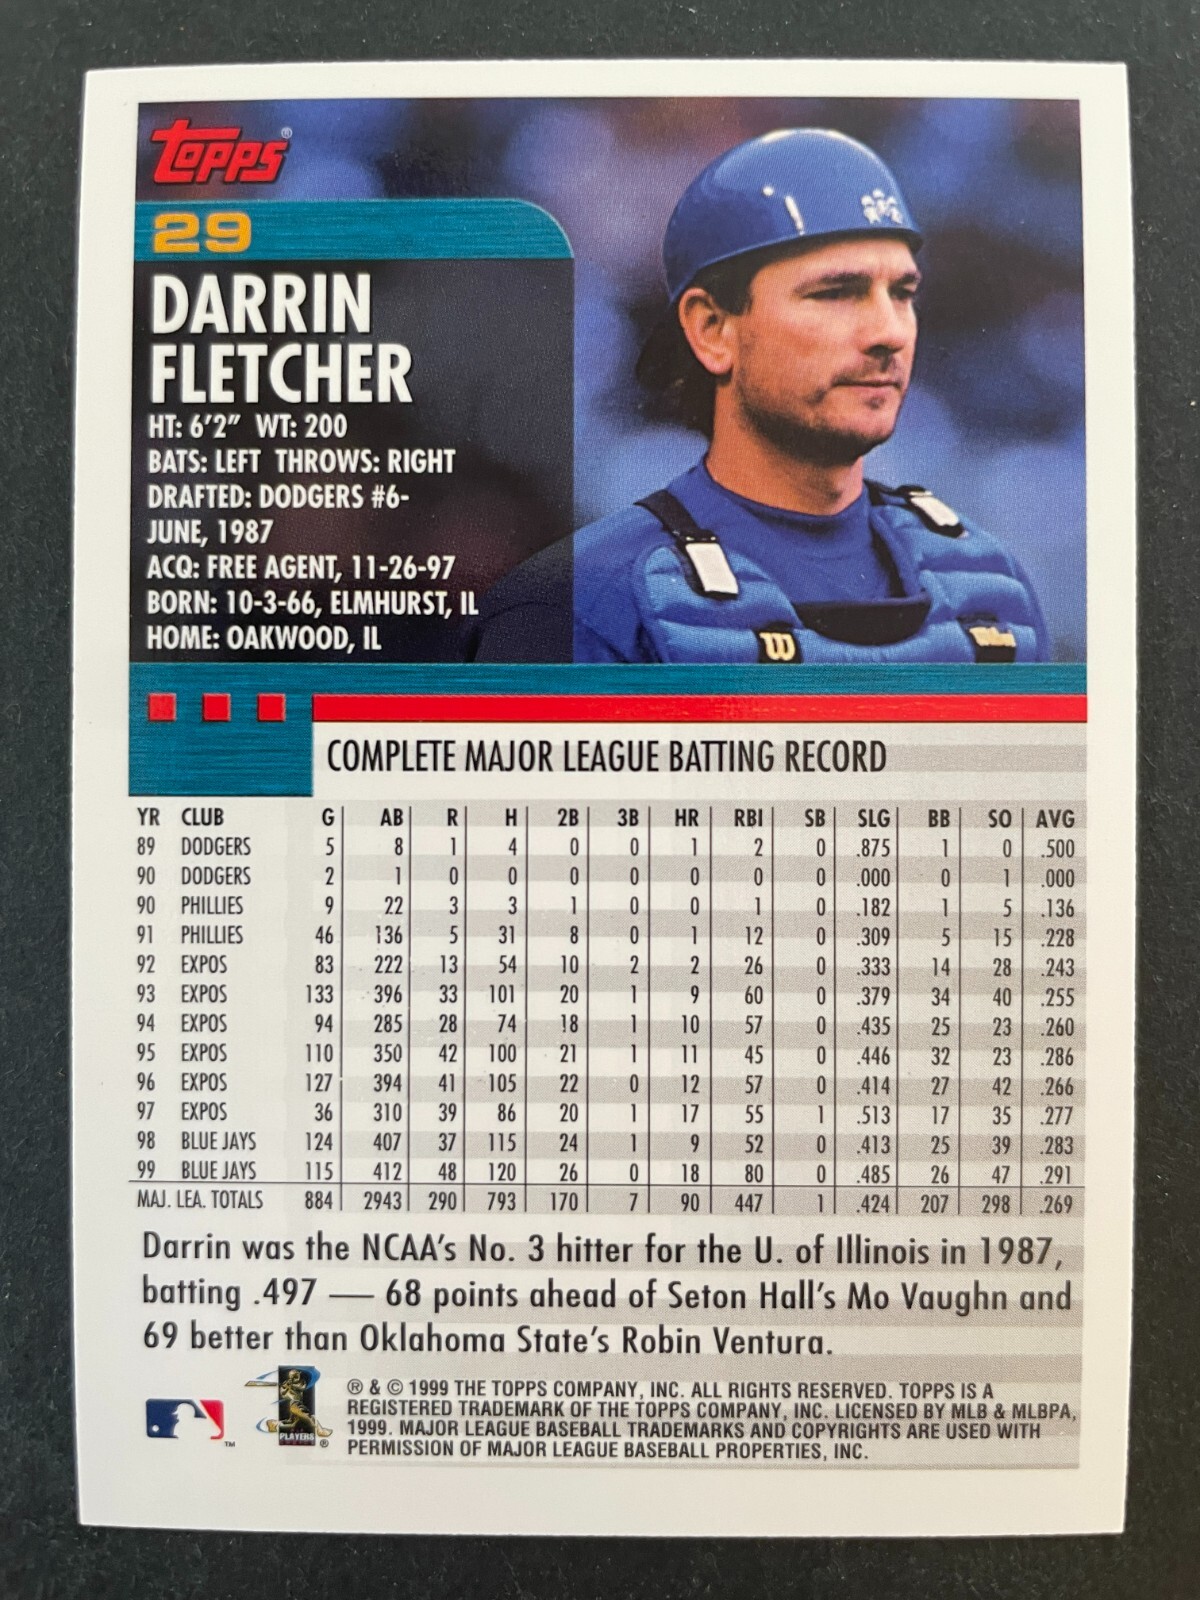 Topps®
29
DARRIN
FLETCHER
HT: 6'2" WT: 200
BATS: LEFT THROWS: RIGHT
DRAFTED: DODGERS #6-
JUNE, 1987
ACQ: FREE AGENT, 11-26-97
BORN: 10-3-66, ELMHURST, IL
HOME: OAKWOOD, IL
W
Wilson
COMPLETE MAJOR LEAGUE BATTING RECORD
YR CLUB G AB R H 2B 3B HR RBI SB SLG BB SO AVG
89 DODGERS 5 8 1 4 0 0 1 2 0 .875 1 0 .500
90 DODGERS 2 1 0 0 0 0 0 0 0 .000 0 1 .000
90 PHILLIES 9 22 3 3 1 0 0 1 0 .182 1 5 .136
91 PHILLIES 46 136 5 31 8 0 1 12 0 .309 5 15 .228
92 EXPOS 83 222 13 54 10 2 2 26 0 .333 14 28 .243
93 EXPOS 133 396 33 101 20 1 9 60 0 .379 34 40 .255
94 EXPOS 94 285 28 74 18 1 10 57 0 .435 25 23 .260
95 EXPOS 110 350 42 100 21 1 11 45 0 .446 32 23 .286
96 EXPOS 127 394 41 105 22 0 12 57 0 .414 27 42 .266
97 EXPOS 36 310 39 86 20 1 17 55 1 .513 17 35 .277
98 BLUE JAYS 124 407 37 115 24 1 9 52 0 .413 25 39 .283
99 BLUE JAYS 115 412 48 120 26 0 18 80 0 .485 26 47 .291
MAJ. LEA. TOTALS 884 2943 290 793 170 7 90 447 1 .424 207 298 .269
Darrin was the NCAA's No. 3 hitter for the U. of Illinois in 1987,
batting .497 — 68 points ahead of Seton Hall's Mo Vaughn and
69 better than Oklahoma State's Robin Ventura.
™
PLAYERS
®
® & © 1999 THE TOPPS COMPANY, INC. ALL RIGHTS RESERVED. TOPPS IS A
REGISTERED TRADEMARK OF THE TOPPS COMPANY, INC. LICENSED BY MLB & MLBPA,
1999. MAJOR LEAGUE BASEBALL TRADEMARKS AND COPYRIGHTS ARE USED WITH
PERMISSION OF MAJOR LEAGUE BASEBALL PROPERTIES, INC.